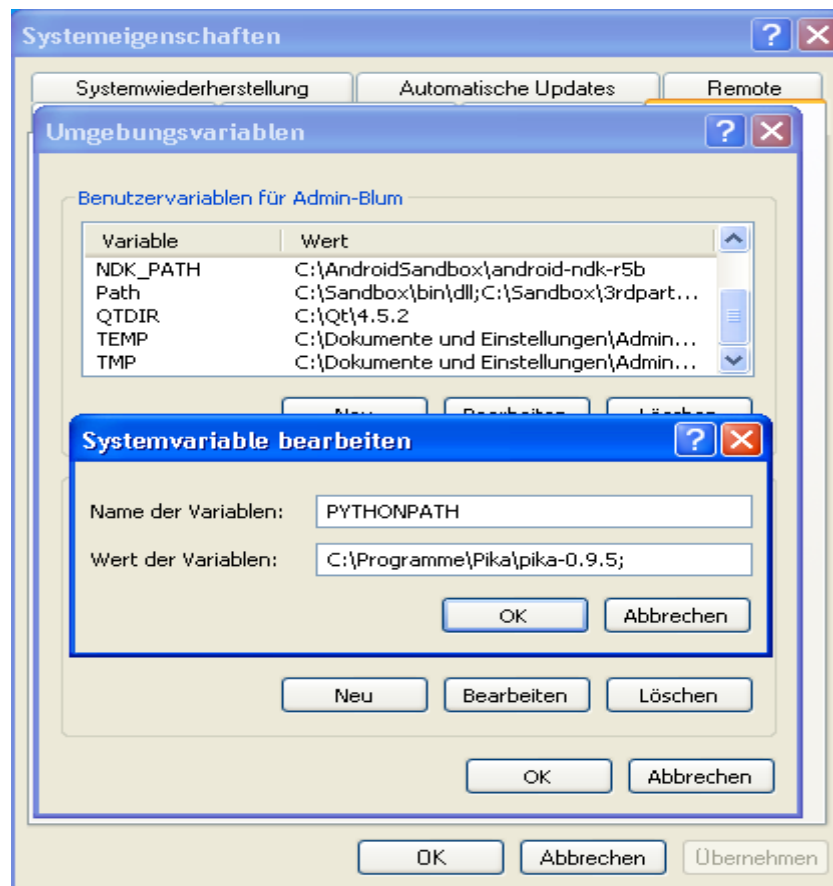 Systemeigenschaften
Systemwiederherstellung Automatische Updates Remote
Umgebungsvariablen
Benutzervariablen für Admin-Blum
Variable Wert
NDK_PATH C:\AndroidSandbox\android-ndk-r5b
Path C:\Sandbox\bin\dll;C:\Sandbox\3rdpart...
QTDIR C:\Qt\4.5.2
TEMP C:\Dokumente und Einstellungen\Admin...
TMP C:\Dokumente und Einstellungen\Admin...
Neu Bearbeiten Löschen
Systemvariable bearbeiten
Name der Variablen: PYTHONPATH
Wert der Variablen: C:\Programme\Pika\pika-0.9.5;
OK Abbrechen
Neu Bearbeiten Löschen
OK Abbrechen
OK Abbrechen Übernehmen